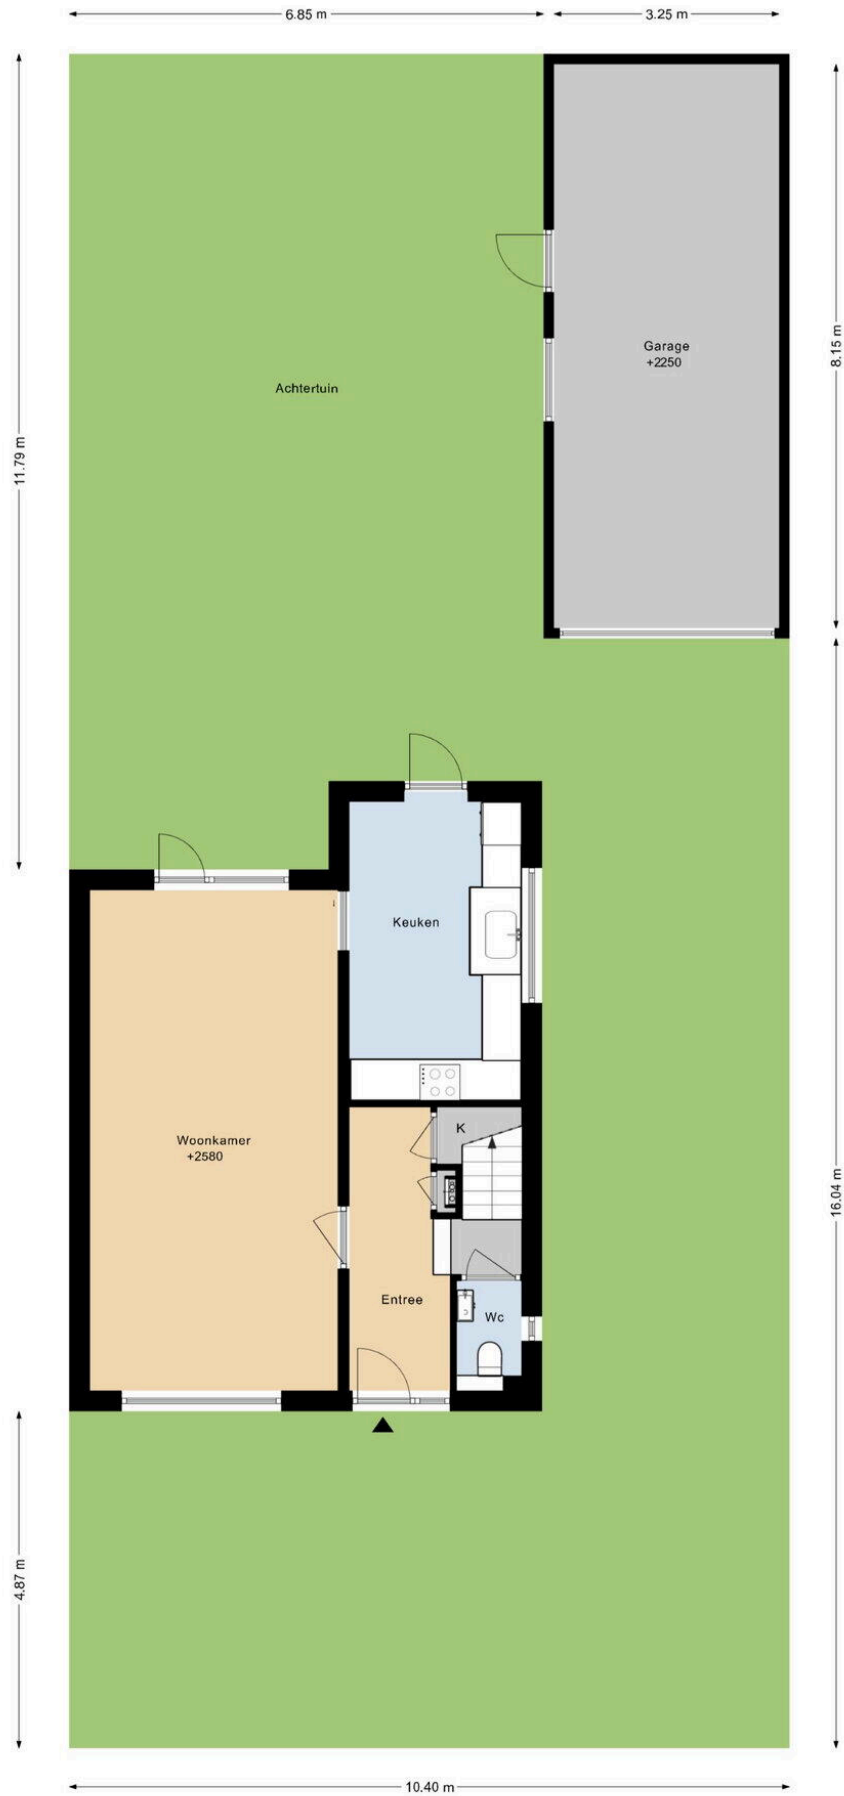 6.85 m
3.25 m
Garage
+2250
8.15 m
Achtertuin
11.79 m
Keuken
K
Woonkamer
+2580
16.04 m
Entree
Wc
4.87 m
10.40 m